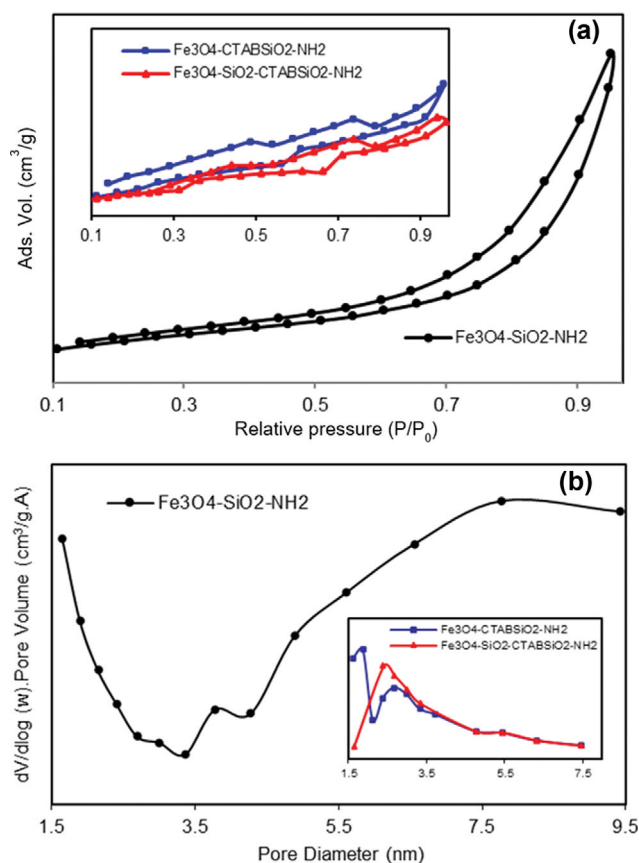 (a)
Fe3O4-CTABSiO2-NH2
Fe3O4-SiO2-CTABSiO2-NH2
0.1 0.3 0.5 0.7 0.9
Ads. Vol. (cm³/g)
Fe3O4-SiO2-NH2
0.1 0.3 0.5 0.7 0.9
Relative pressure (P/P₀)
(b)
Fe3O4-SiO2-NH2
dV/dlog (w).Pore Volume (cm³/g.A)
Fe3O4-CTABSiO2-NH2
Fe3O4-SiO2-CTABSiO2-NH2
1.5 3.5 5.5 7.5
1.5 3.5 5.5 7.5 9.5
Pore Diameter (nm)